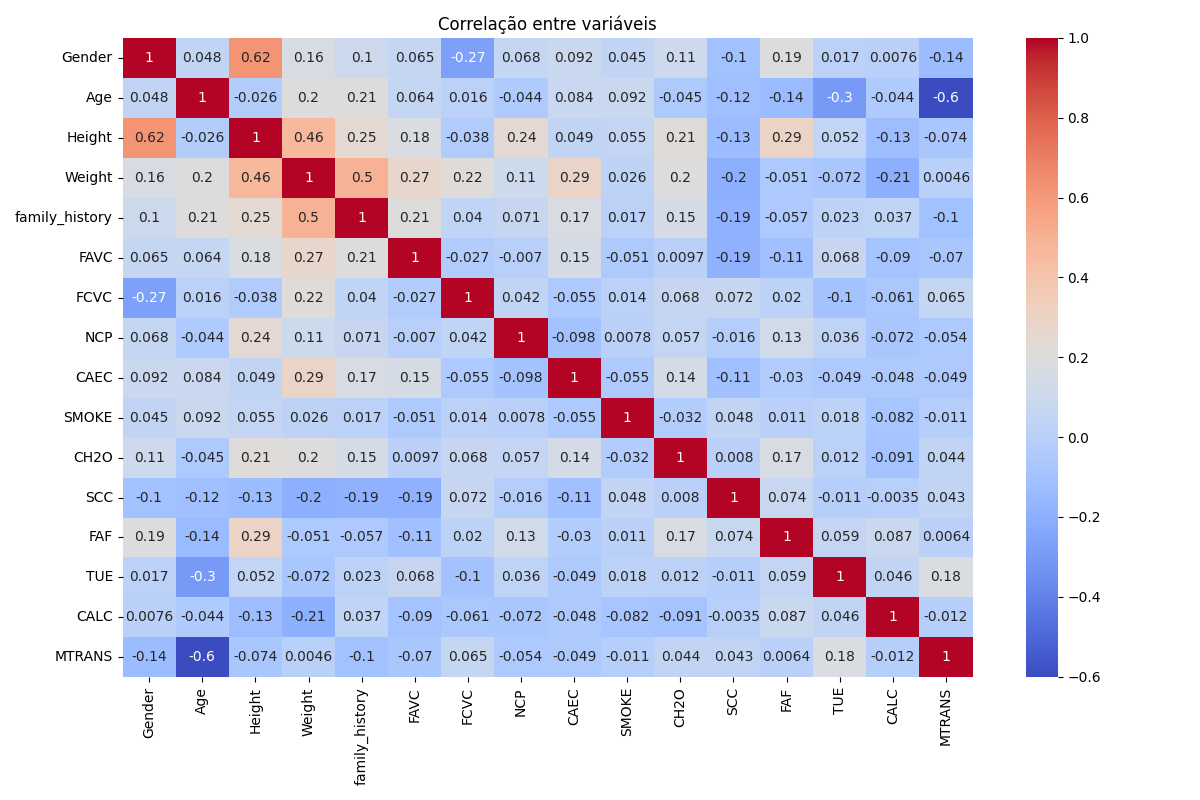 Correlação entre variáveis
Gender 1 0.048 0.62 0.16 0.1 0.065 -0.27 0.068 0.092 0.045 0.11 -0.1 0.19 0.017 0.0076 -0.14
Age 0.048 1 -0.026 0.2 0.21 0.064 0.016 -0.044 0.084 0.092 -0.045 -0.12 -0.14 -0.3 -0.044 -0.6
Height 0.62 -0.026 1 0.46 0.25 0.18 -0.038 0.24 0.049 0.055 0.21 -0.13 0.29 0.052 -0.13 -0.074
Weight 0.16 0.2 0.46 1 0.5 0.27 0.22 0.11 0.29 0.026 0.2 -0.2 -0.051 -0.072 -0.21 0.0046
family_history 0.1 0.21 0.25 0.5 1 0.21 0.04 0.071 0.17 0.017 0.15 -0.19 -0.057 0.023 0.037 -0.1
FAVC 0.065 0.064 0.18 0.27 0.21 1 -0.027 -0.007 0.15 -0.051 0.0097 -0.19 -0.11 0.068 -0.09 -0.07
FCVC -0.27 0.016 -0.038 0.22 0.04 -0.027 1 0.042 -0.055 0.014 0.068 0.072 0.02 -0.1 -0.061 0.065
NCP 0.068 -0.044 0.24 0.11 0.071 -0.007 0.042 1 -0.098 0.0078 0.057 -0.016 0.13 0.036 -0.072 -0.054
CAEC 0.092 0.084 0.049 0.29 0.17 0.15 -0.055 -0.098 1 -0.055 0.14 -0.11 -0.03 -0.049 -0.048 -0.049
SMOKE 0.045 0.092 0.055 0.026 0.017 -0.051 0.014 0.0078 -0.055 1 -0.032 0.048 0.011 0.018 -0.082 -0.011
CH2O 0.11 -0.045 0.21 0.2 0.15 0.0097 0.068 0.057 0.14 -0.032 1 0.008 0.17 0.012 -0.091 0.044
SCC -0.1 -0.12 -0.13 -0.2 -0.19 -0.19 0.072 -0.016 -0.11 0.048 0.008 1 0.074 -0.011 -0.0035 0.043
FAF 0.19 -0.14 0.29 -0.051 -0.057 -0.11 0.02 0.13 -0.03 0.011 0.17 0.074 1 0.059 0.087 0.0064
TUE 0.017 -0.3 0.052 -0.072 0.023 0.068 -0.1 0.036 -0.049 0.018 0.012 -0.011 0.059 1 0.046 0.18
CALC 0.0076 -0.044 -0.13 -0.21 0.037 -0.09 -0.061 -0.072 -0.048 -0.082 -0.091 -0.0035 0.087 0.046 1 -0.012
MTRANS -0.14 -0.6 -0.074 0.0046 -0.1 -0.07 0.065 -0.054 -0.049 -0.011 0.044 0.043 0.0064 0.18 -0.012 1
Gender Age Height Weight family_history FAVC FCVC NCP CAEC SMOKE CH2O SCC FAF TUE CALC MTRANS
1.0
0.8
0.6
0.4
0.2
0.0
−0.2
−0.4
−0.6